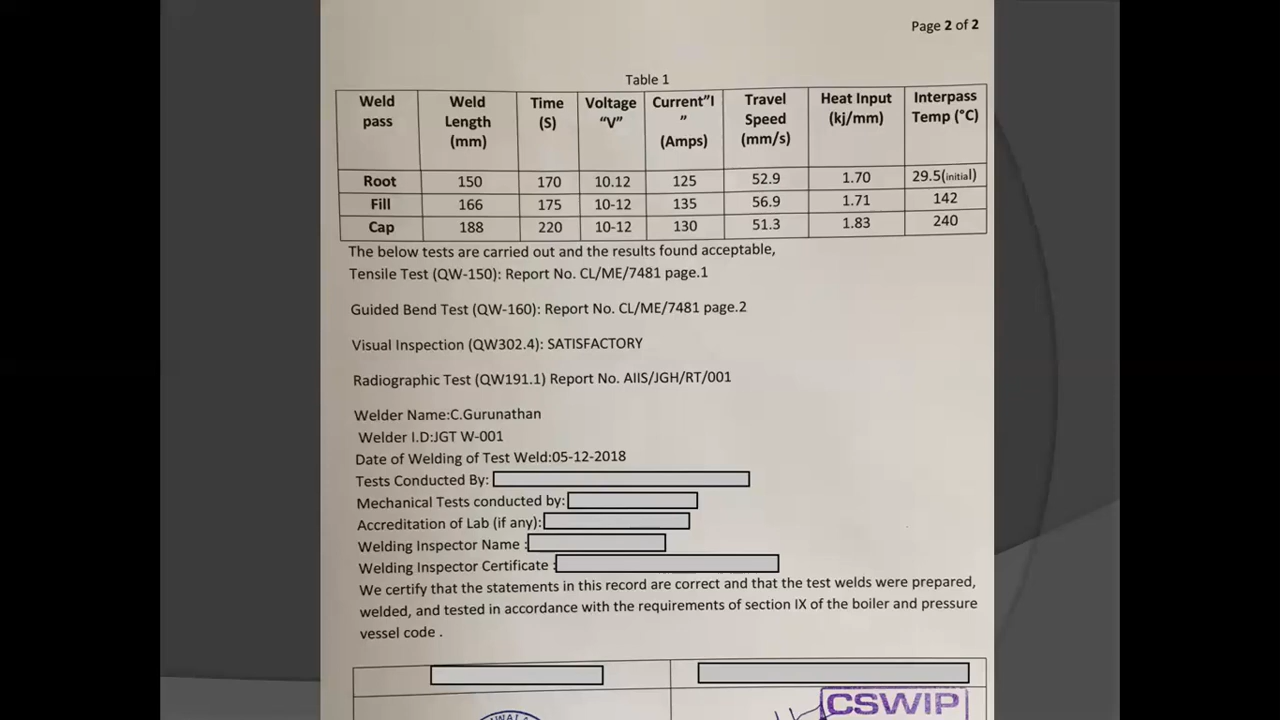 Page 2 of 2
Table 1
Weld pass Weld Length (mm) Time (S) Voltage "V" Current"I " (Amps) Travel Speed (mm/s) Heat Input (kj/mm) Interpass Temp (°C)
Root 150 170 10.12 125 52.9 1.70 29.5(initial)
Fill 166 175 10-12 135 56.9 1.71 142
Cap 188 220 10-12 130 51.3 1.83 240
The below tests are carried out and the results found acceptable,
Tensile Test (QW-150): Report No. CL/ME/7481 page.1
Guided Bend Test (QW-160): Report No. CL/ME/7481 page.2
Visual Inspection (QW302.4): SATISFACTORY
Radiographic Test (QW191.1) Report No. AIIS/JGH/RT/001
Welder Name:C.Gurunathan
Welder I.D:JGT W-001
Date of Welding of Test Weld:05-12-2018
Tests Conducted By:
Mechanical Tests conducted by:
Accreditation of Lab (if any):
Welding Inspector Name :
Welding Inspector Certificate :
We certify that the statements in this record are correct and that the test welds were prepared,
welded, and tested in accordance with the requirements of section IX of the boiler and pressure
vessel code .
CSWIP